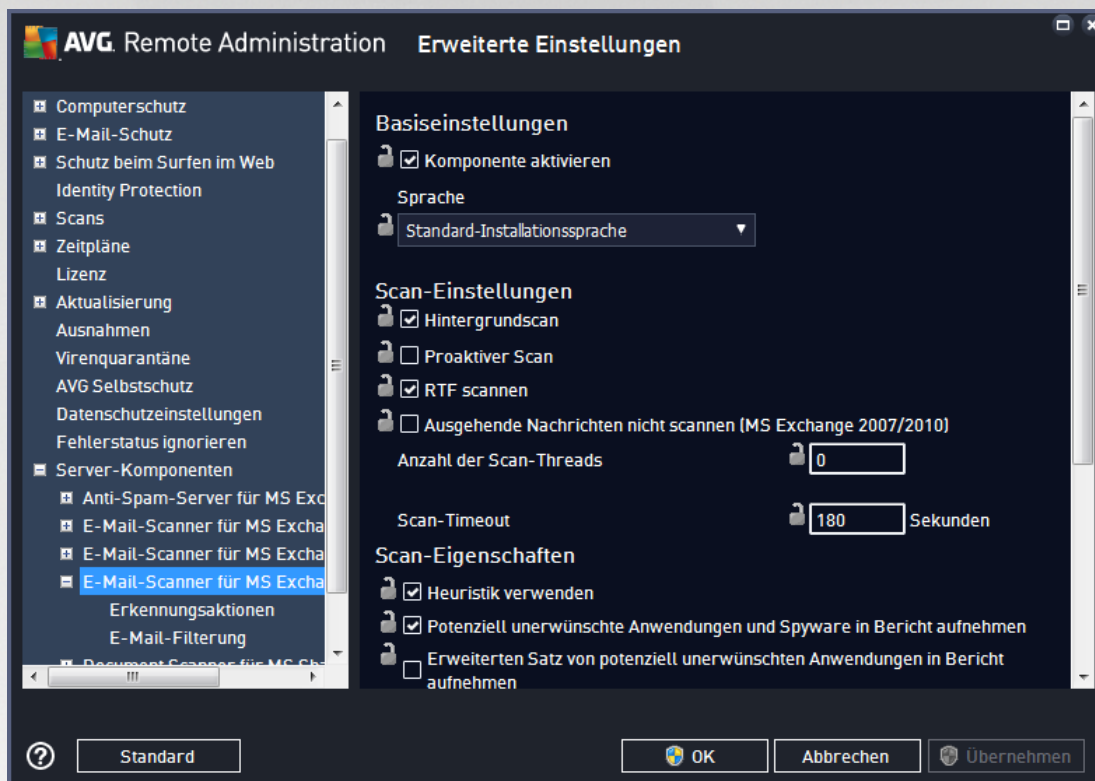 AVG. Remote Administration Erweiterte Einstellungen
Computerschutz
E-Mail-Schutz
Schutz beim Surfen im Web
Identity Protection
Scans
Zeitpläne
Lizenz
Aktualisierung
Ausnahmen
Virenquarantäne
AVG Selbstschutz
Datenschutzeinstellungen
Fehlerstatus ignorieren
Server-Komponenten
Anti-Spam-Server für MS Exc
E-Mail-Scanner für MS Excha
E-Mail-Scanner für MS Excha
E-Mail-Scanner für MS Excha
Erkennungsaktionen
E-Mail-Filterung
Document Scanner für MS Sha
Basiseinstellungen
Komponente aktivieren
Sprache
Standard-Installationssprache
Scan-Einstellungen
Hintergrundscan
Proaktiver Scan
RTF scannen
Ausgehende Nachrichten nicht scannen (MS Exchange 2007/2010)
Anzahl der Scan-Threads 0
Scan-Timeout 180 Sekunden
Scan-Eigenschaften
Heuristik verwenden
Potenziell unerwünschte Anwendungen und Spyware in Bericht aufnehmen
Erweiterten Satz von potenziell unerwünschten Anwendungen in Bericht
aufnehmen
? Standard OK Abbrechen Übernehmen